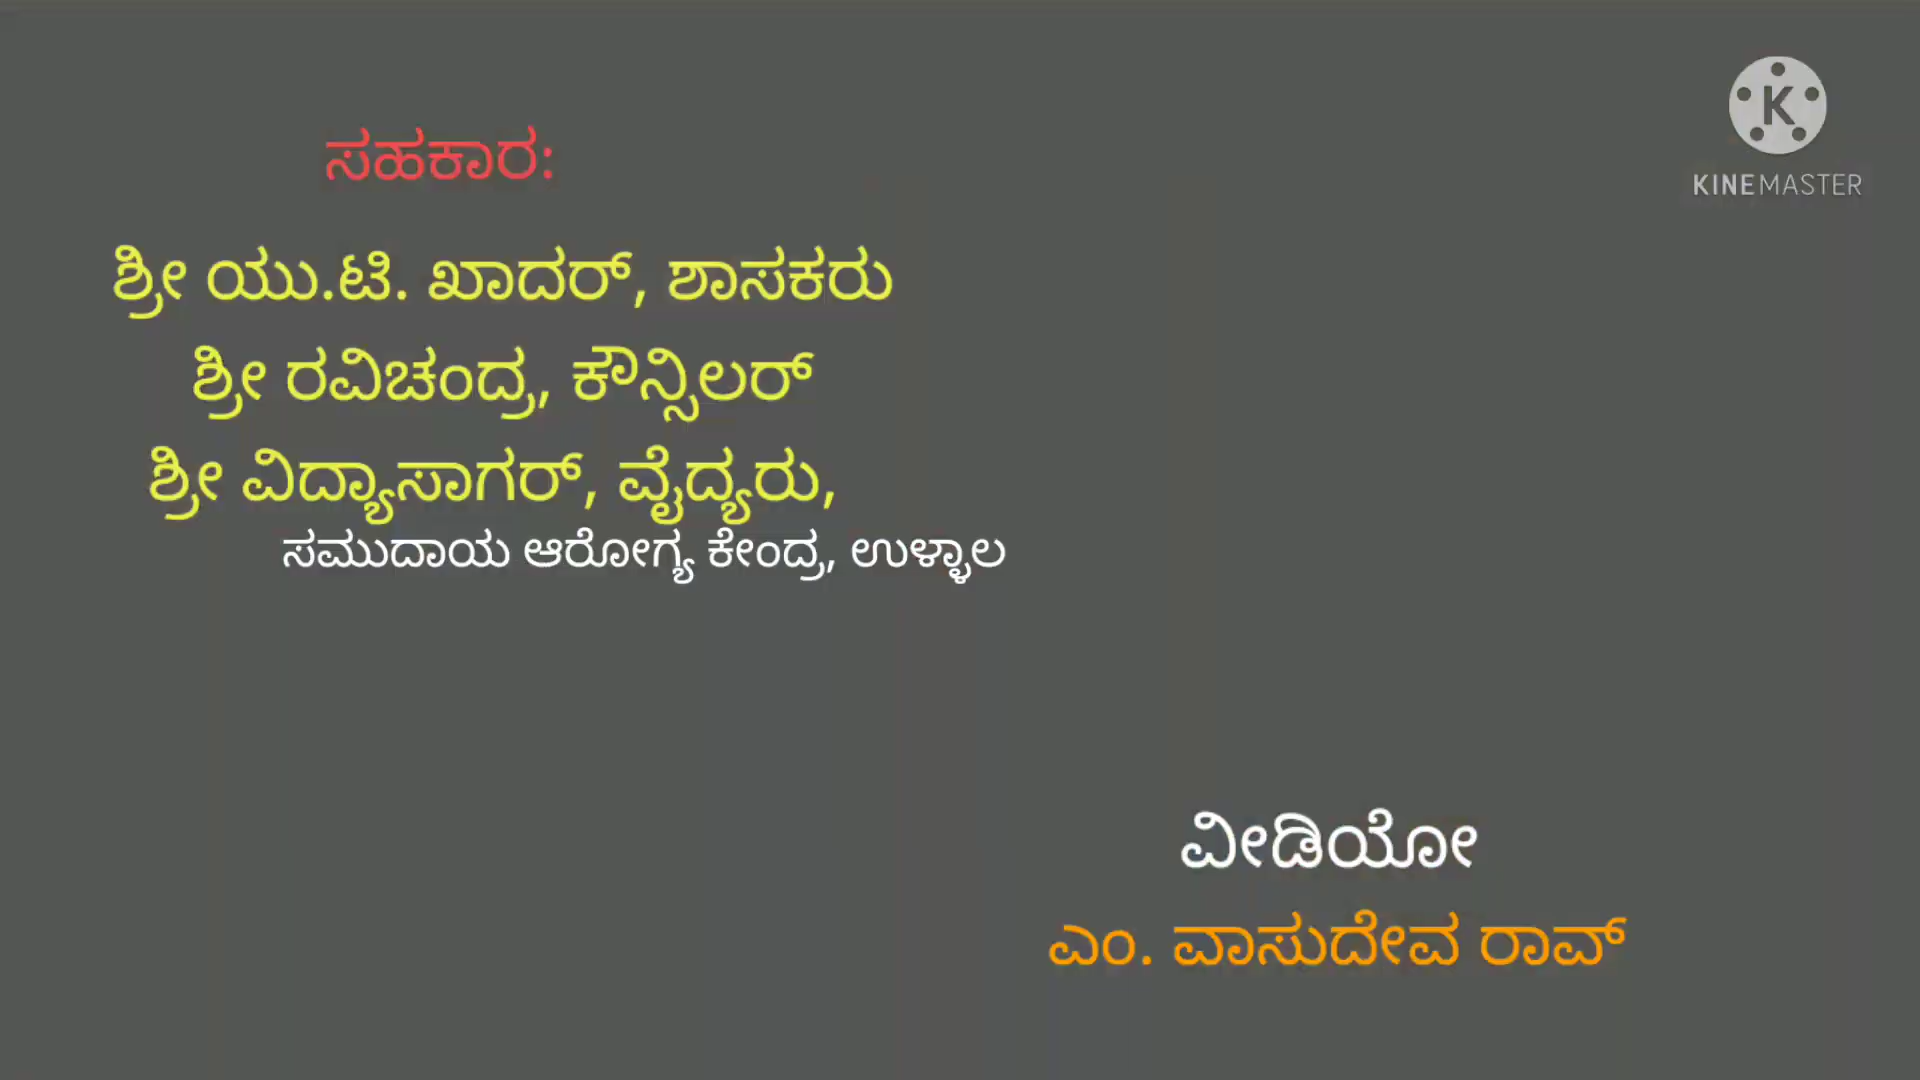 ಸಹಕಾರ:
ಶ್ರೀ ಯು.ಟಿ. ಖಾದರ್, ಶಾಸಕರು
ಶ್ರೀ ರವಿಚಂದ್ರ, ಕೌನ್ಸಿಲರ್
ಶ್ರೀ ವಿದ್ಯಾಸಾಗರ್, ವೈದ್ಯರು,
ಸಮುದಾಯ ಆರೋಗ್ಯ ಕೇಂದ್ರ, ಉಳ್ಳಾಲ
ವೀಡಿಯೋ
ಎಂ. ವಾಸುದೇವ ರಾವ್
K
KINEMASTER